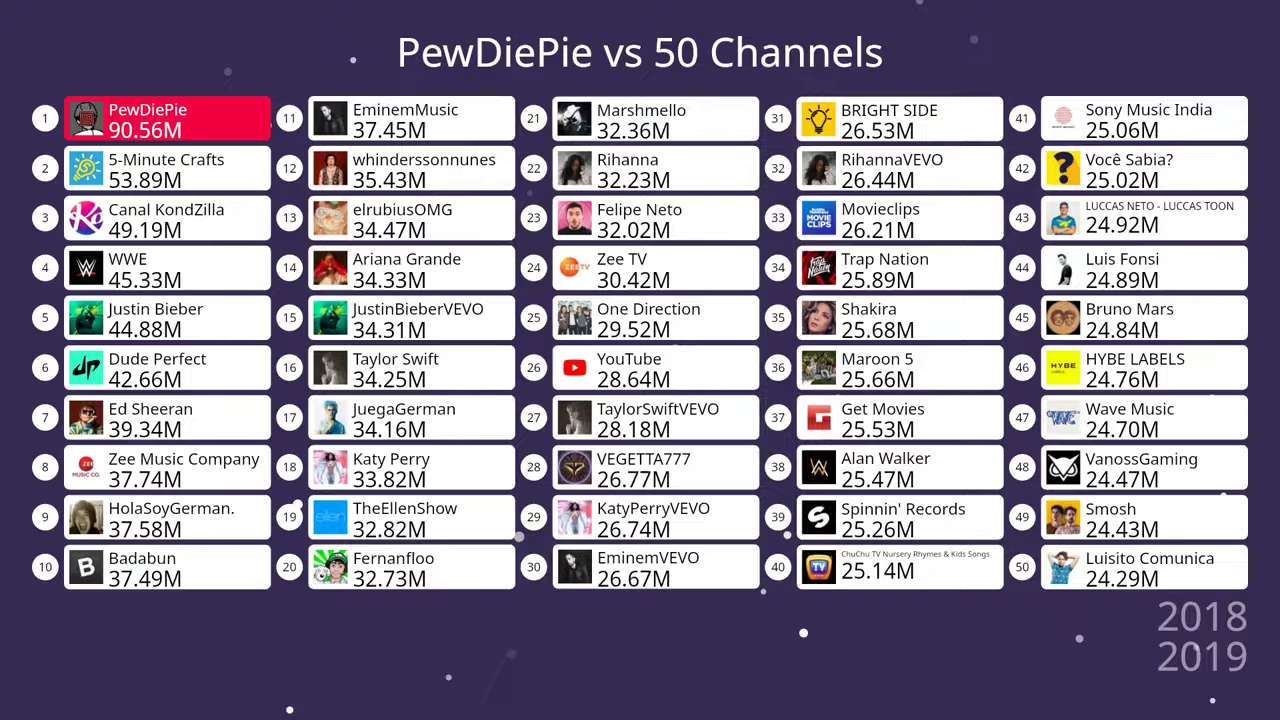 PewDiePie vs 50 Channels
1
PewDiePie
90.56M
2
5-Minute Crafts
53.89M
3
Canal KondZilla
49.19M
4
WWE
45.33M
5
Justin Bieber
44.88M
6
Dude Perfect
42.66M
7
Ed Sheeran
39.34M
8
ZEE
MUSIC CO.
Zee Music Company
37.74M
9
HolaSoyGerman.
37.58M
10
B
Badabun
37.49M
11
EminemMusic
37.45M
12
whinderssonnunes
35.43M
13
elrubiusOMG
34.47M
14
Ariana Grande
34.33M
15
JustinBieberVEVO
34.31M
16
Taylor Swift
34.25M
17
JuegaGerman
34.16M
18
Katy Perry
33.82M
19
ellen
TheEllenShow
32.82M
20
Fernanfloo
32.73M
21
Marshmello
32.36M
22
Rihanna
32.23M
23
Felipe Neto
32.02M
24
ZEE TV
Zee TV
30.42M
25
One Direction
29.52M
26
YouTube
28.64M
27
TaylorSwiftVEVO
28.18M
28
VEGETTA777
26.77M
29
KatyPerryVEVO
26.74M
30
EminemVEVO
26.67M
31
BRIGHT SIDE
26.53M
32
RihannaVEVO
26.44M
33
MOVIE
CLIPS
Movieclips
26.21M
34
Trap Nation
25.89M
35
Shakira
25.68M
36
Maroon 5
25.66M
37
Get Movies
25.53M
38
Alan Walker
25.47M
39
Spinnin' Records
25.26M
40
TV
ChuChu TV Nursery Rhymes & Kids Songs
25.14M
41
Sony Music India
25.06M
42
?
Você Sabia?
25.02M
43
LUCCAS NETO - LUCCAS TOON
24.92M
44
Luis Fonsi
24.89M
45
Bruno Mars
24.84M
46
HYBE
LABELS
HYBE LABELS
24.76M
47
WAVE
Wave Music
24.70M
48
VanossGaming
24.47M
49
Smosh
24.43M
50
Luisito Comunica
24.29M
2018
2019